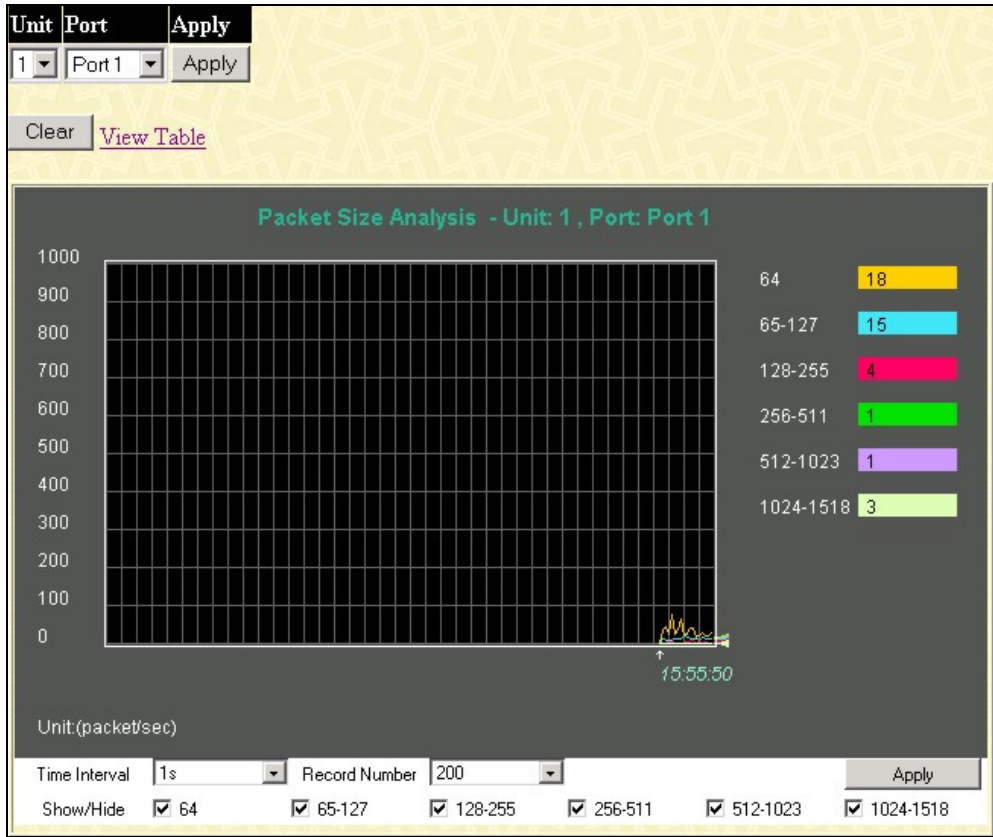 Unit Port Apply
1 Port 1 Apply
Clear View Table
Packet Size Analysis - Unit: 1 , Port: Port 1
1000
900
800
700
600
500
400
300
200
100
0
64 18
65-127 15
128-255 4
256-511 1
512-1023 1
1024-1518 3
15:55:50
Unit:(packet/sec)
Time Interval 1s Record Number 200 Apply
Show/Hide 64 65-127 128-255 256-511 512-1023 1024-1518